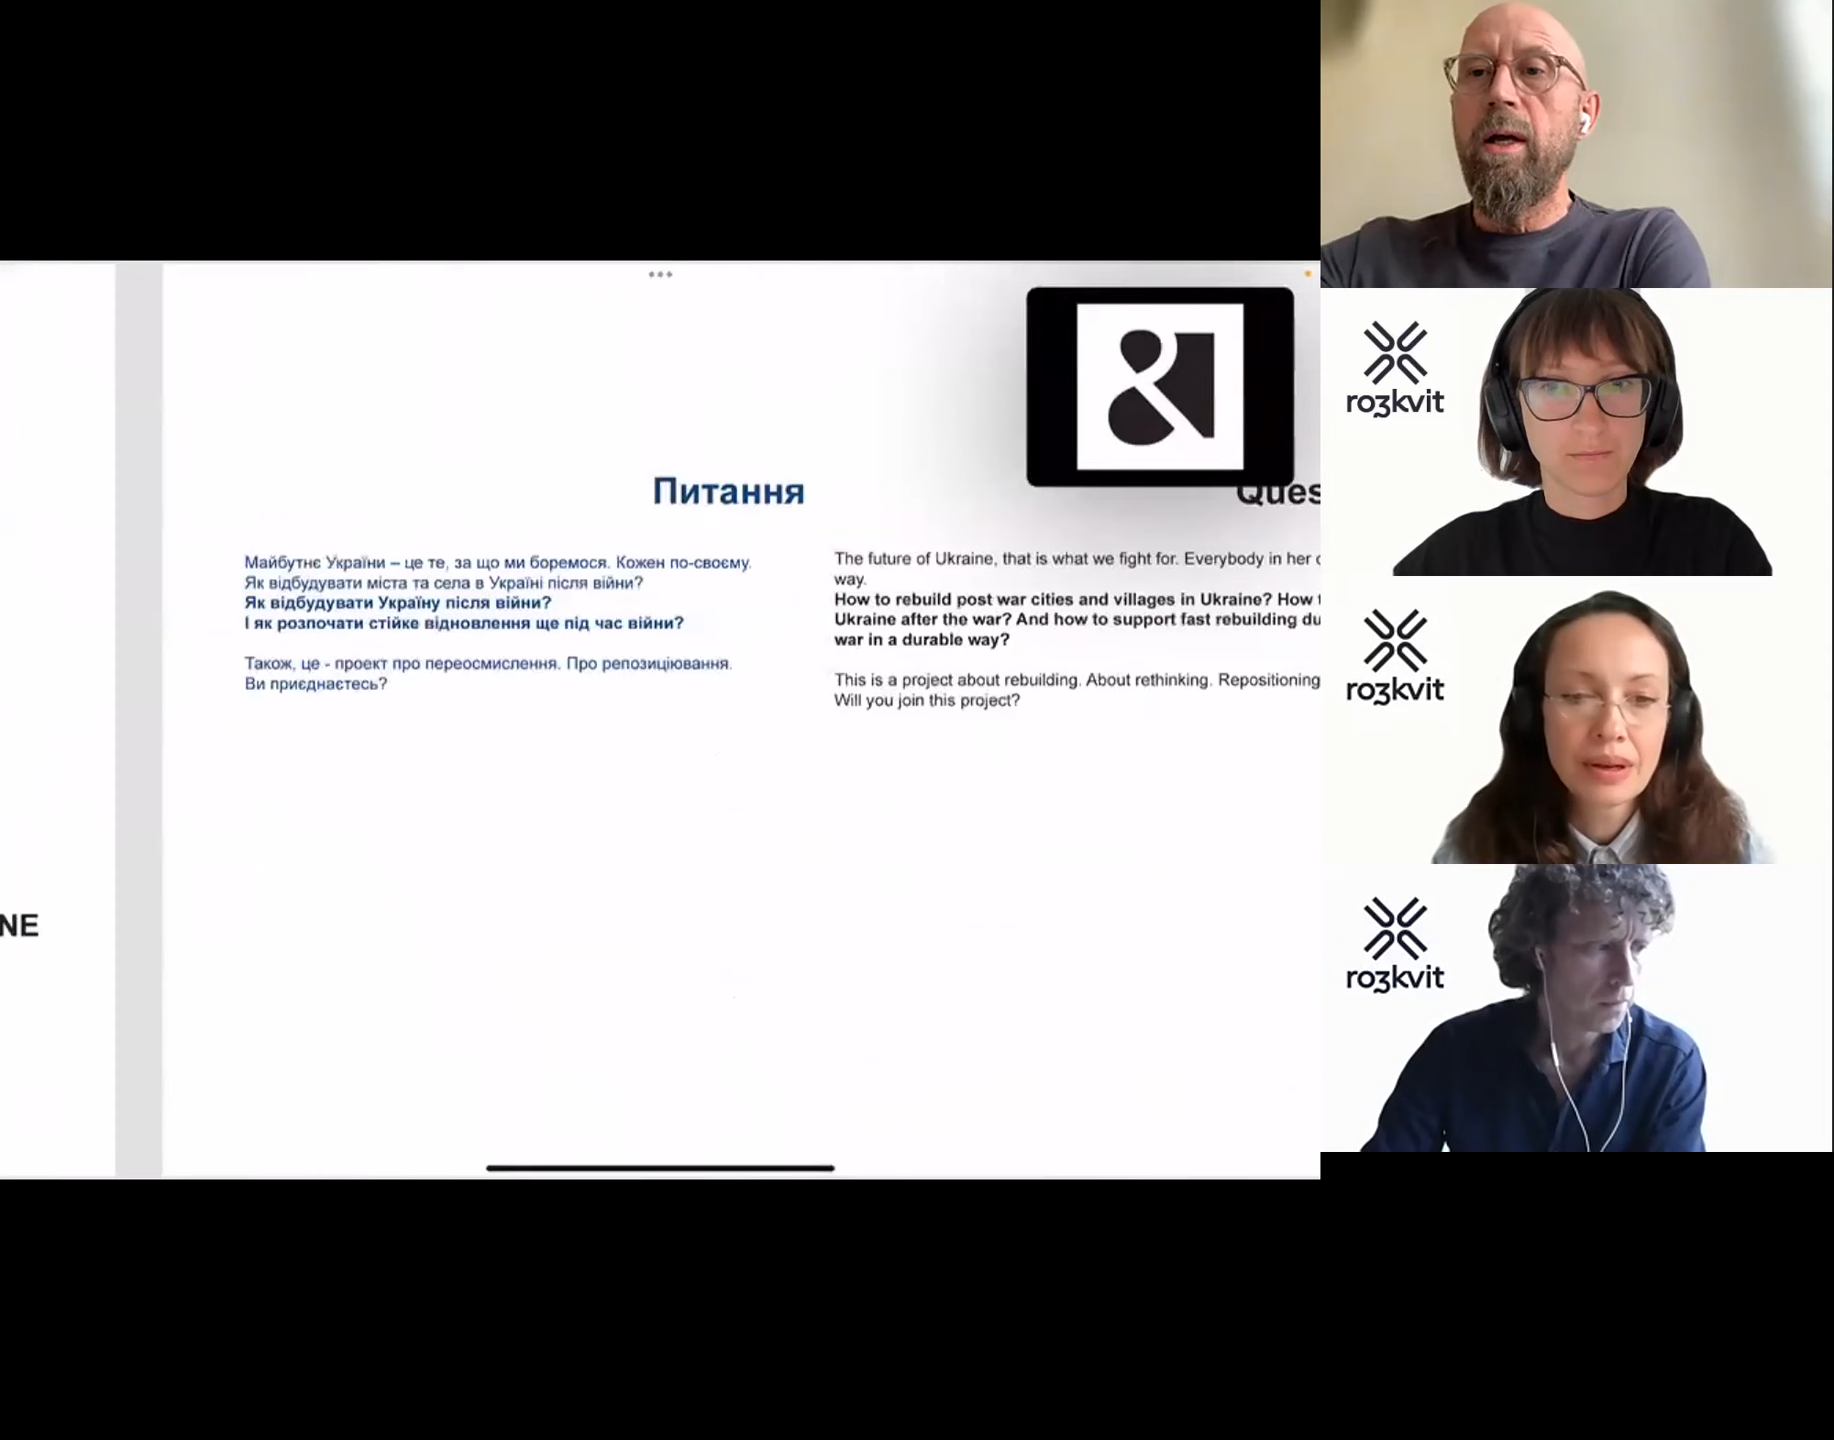 Питання
Майбутнє України – це те, за що ми боремося. Кожен по-своєму.
Як відбудувати міста та села в Україні після війни?
Як відбудувати Україну після війни?
І як розпочати стійке відновлення ще під час війни?
Також, це - проект про переосмислення. Про репозиціювання.
Ви приєднаєтесь?
Ques
The future of Ukraine, that is what we fight for. Everybody in her
way.
How to rebuild post war cities and villages in Ukraine? How
Ukraine after the war? And how to support fast rebuilding du
war in a durable way?
This is a project about rebuilding. About rethinking. Repositioning
Will you join this project?
NE
&
ro3kvit
ro3kvit
ro3kvit